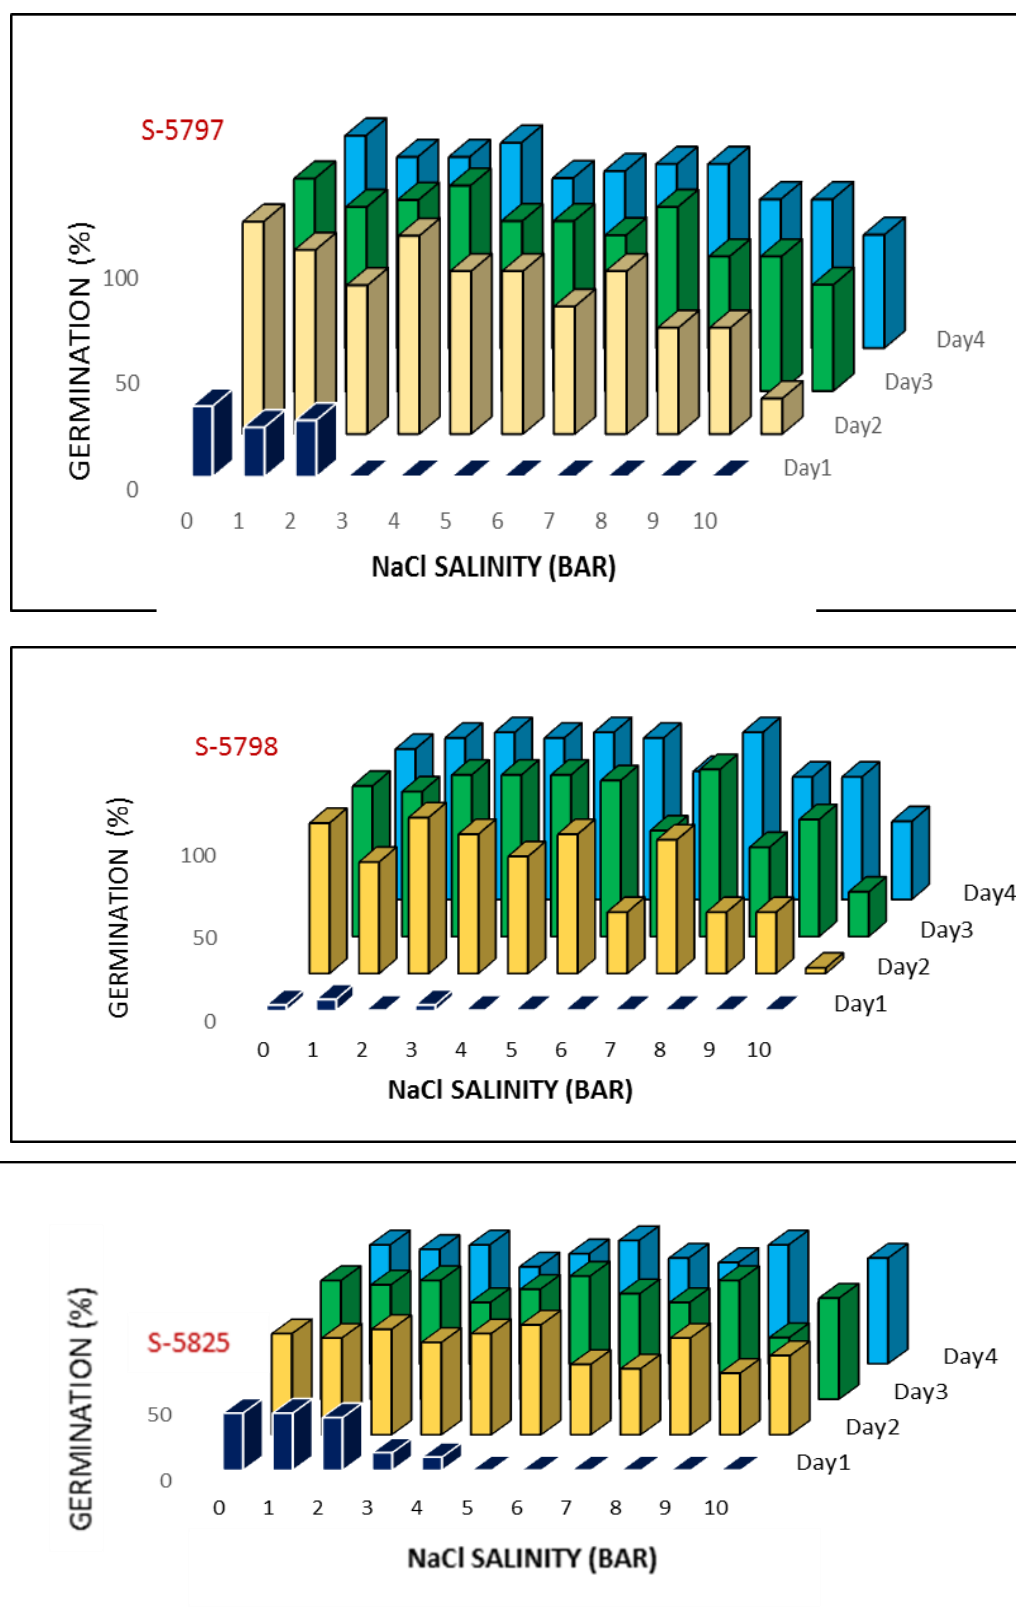 S-5797
GERMINATION (%)
100
50
0
Day4
Day3
Day2
Day1
0 1 2 3 4 5 6 7 8 9 10
NaCl SALINITY (BAR)
S-5798
GERMINATION (%)
100
50
0
Day4
Day3
Day2
Day1
0 1 2 3 4 5 6 7 8 9 10
NaCl SALINITY (BAR)
S-5825
GERMINATION (%)
50
0
Day4
Day3
Day2
Day1
0 1 2 3 4 5 6 7 8 9 10
NaCl SALINITY (BAR)